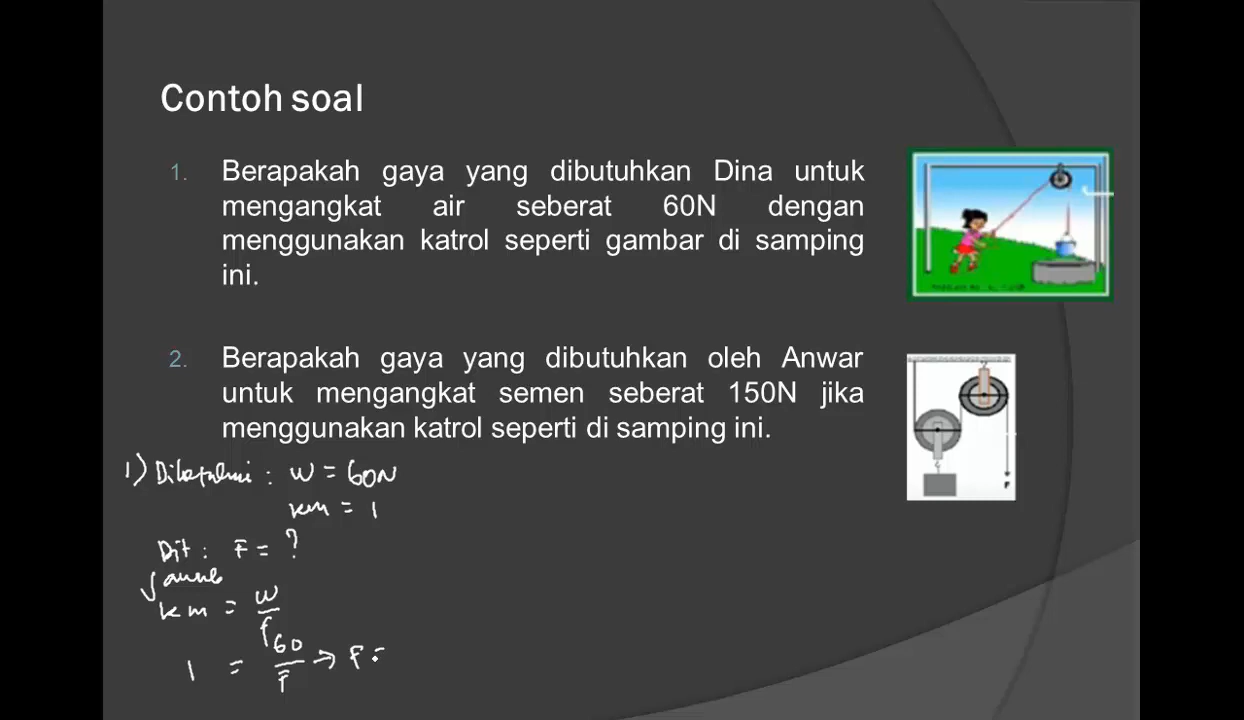 Contoh soal
1. Berapakah gaya yang dibutuhkan Dina untuk
mengangkat air seberat 60N dengan
menggunakan katrol seperti gambar di samping
ini.
2. Berapakah gaya yang dibutuhkan oleh Anwar
untuk mengangkat semen seberat 150N jika
menggunakan katrol seperti di samping ini.
1) Diketahui : W = 60N
km = 1
Dit : F = ?
Jawab
km = W/f
1 = 60/F → F =
F